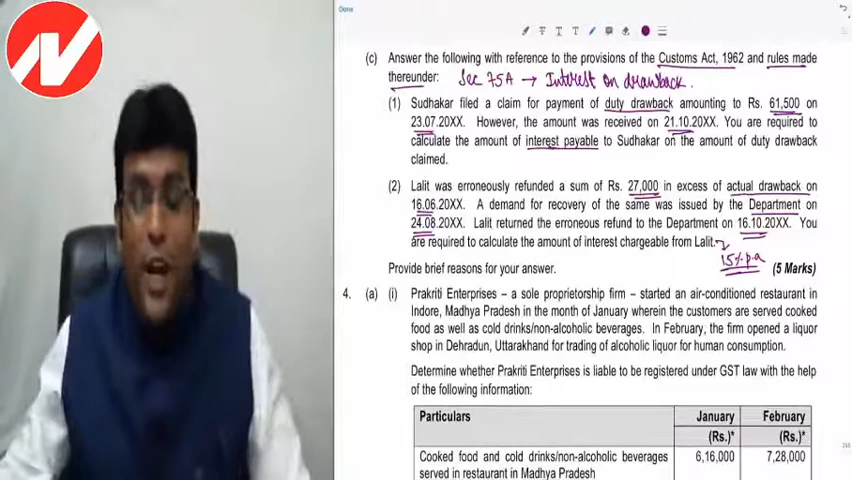 Done
(c) Answer the following with reference to the provisions of the Customs Act, 1962 and rules made
thereunder: Sec 75A → Interest on drawback.
(1) Sudhakar filed a claim for payment of duty drawback amounting to Rs. 61,500 on
23.07.20XX. However, the amount was received on 21.10.20XX. You are required to
calculate the amount of interest payable to Sudhakar on the amount of duty drawback
claimed.
(2) Lalit was erroneously refunded a sum of Rs. 27,000 in excess of actual drawback on
16.06.20XX. A demand for recovery of the same was issued by the Department on
24.08.20XX. Lalit returned the erroneous refund to the Department on 16.10.20XX. You
are required to calculate the amount of interest chargeable from Lalit.
15% p.a
Provide brief reasons for your answer. (5 Marks)
4. (a) (i) Prakriti Enterprises - a sole proprietorship firm - started an air-conditioned restaurant in
Indore, Madhya Pradesh in the month of January wherein the customers are served cooked
food as well as cold drinks/non-alcoholic beverages. In February, the firm opened a liquor
shop in Dehradun, Uttarakhand for trading of alcoholic liquor for human consumption.
Determine whether Prakriti Enterprises is liable to be registered under GST law with the help
of the following information:
Particulars January February
(Rs.)* (Rs.)*
Cooked food and cold drinks/non-alcoholic beverages 6,16,000 7,28,000
served in restaurant in Madhya Pradesh